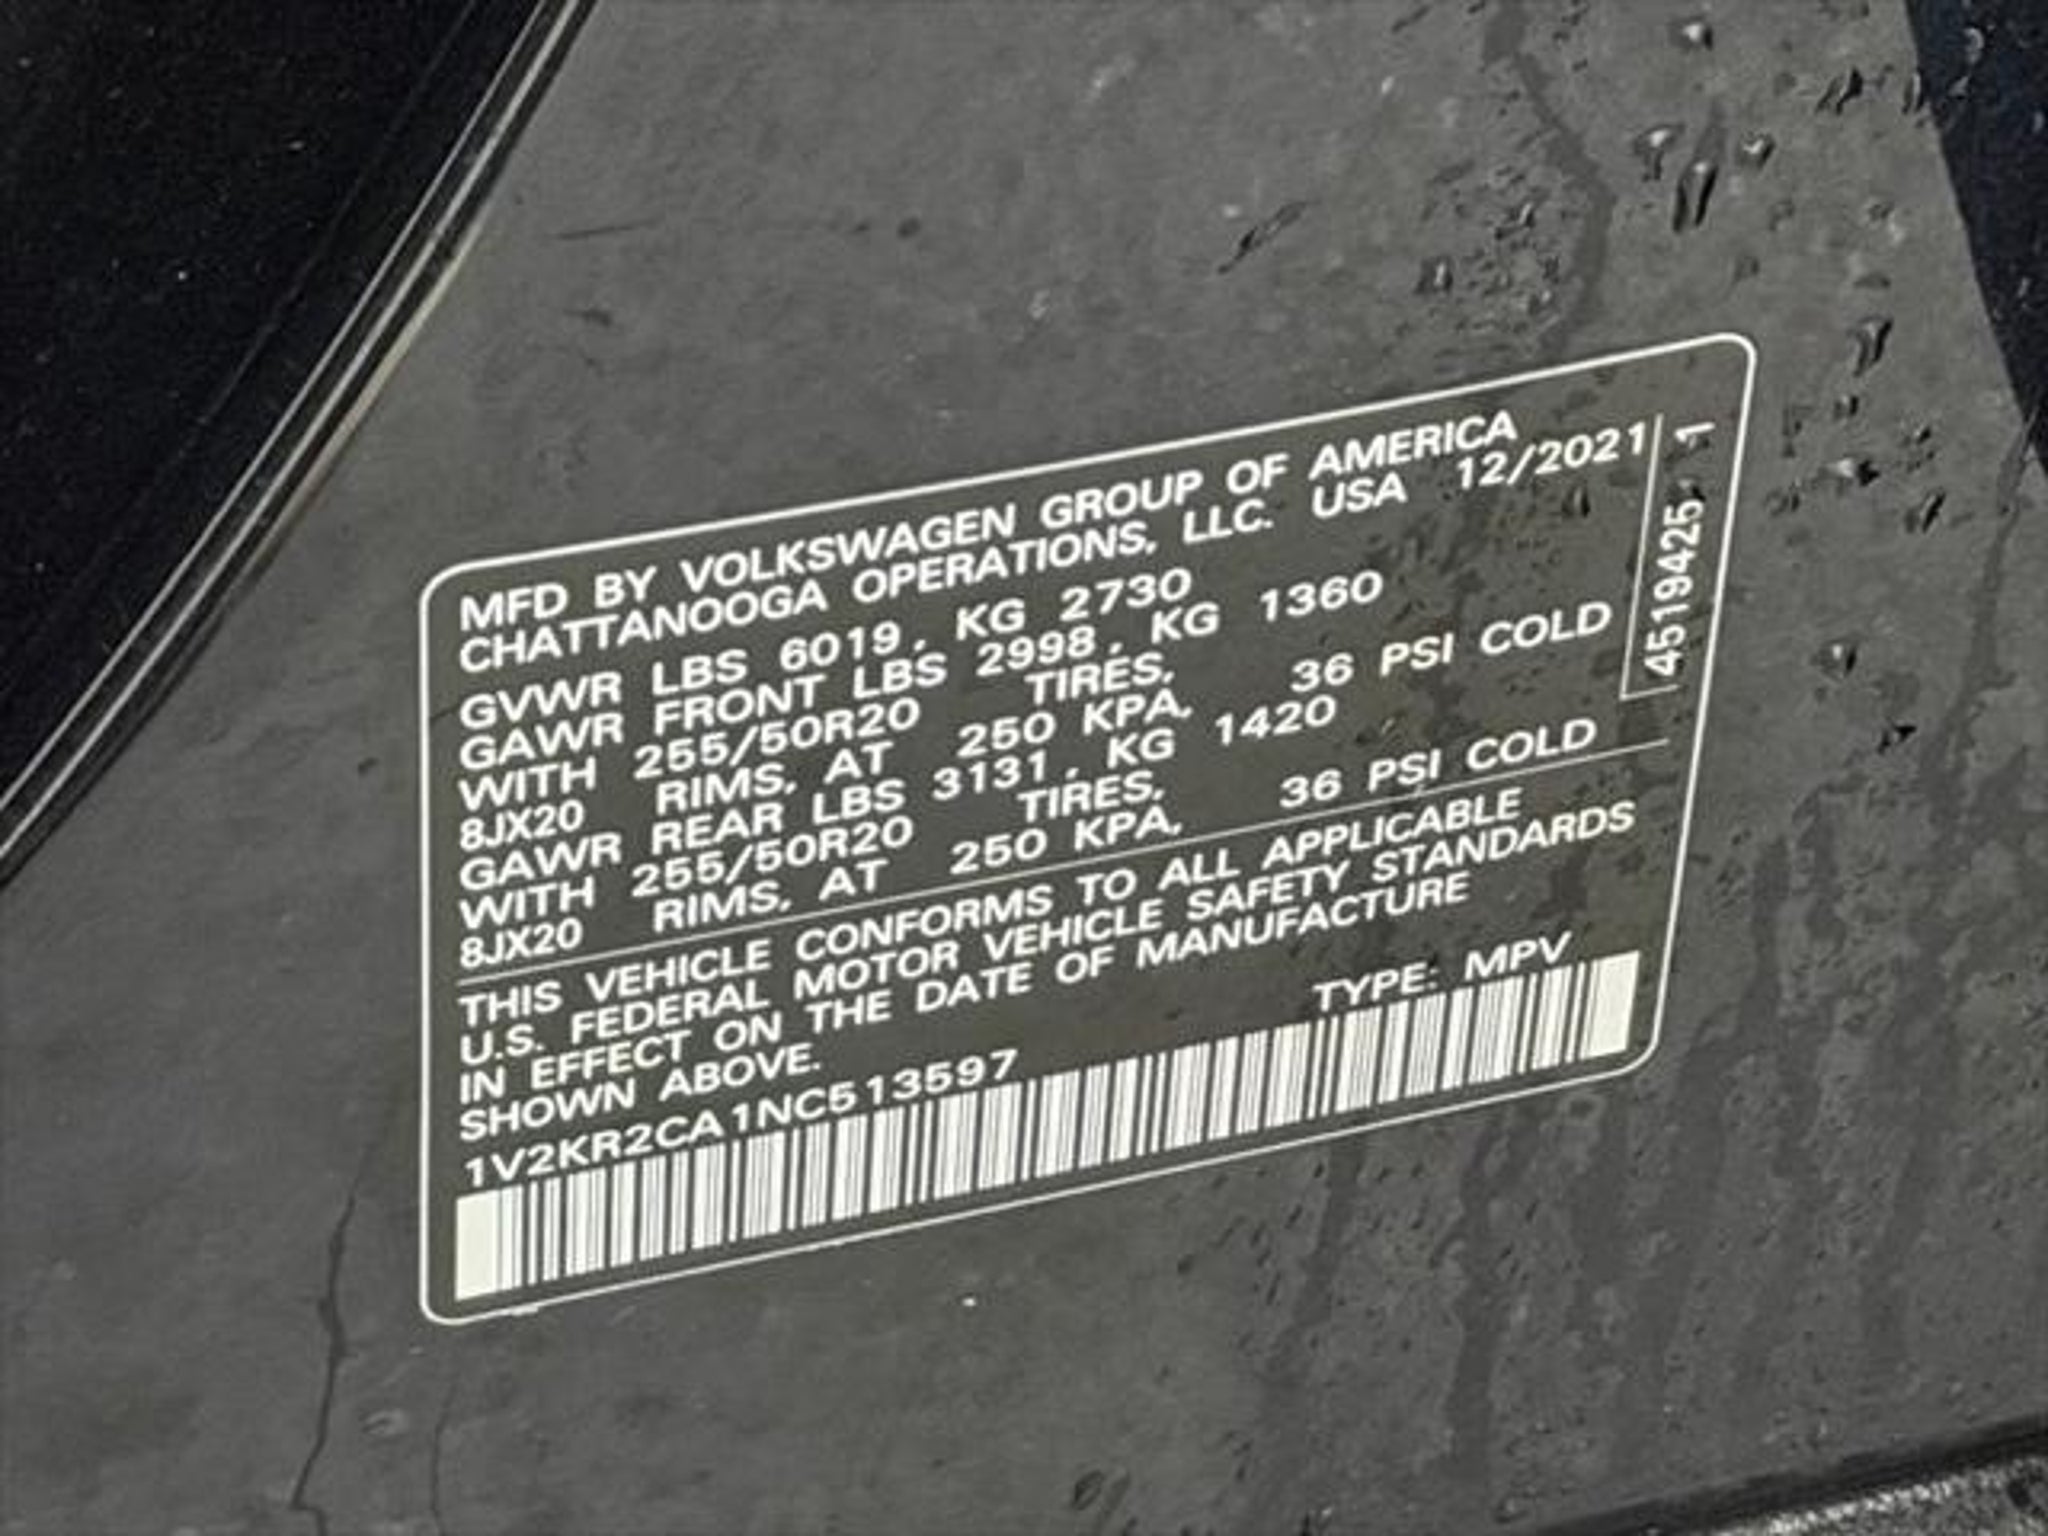 MFD BY VOLKSWAGEN GROUP OF AMERICA
CHATTANOOGA OPERATIONS, LLC. USA 12/2021
GVWR LBS 6019, KG 2730
GAWR FRONT LBS 2998, KG 1360
WITH 255/50R20 TIRES,
8JX20 RIMS, AT 250 KPA, 36 PSI COLD
GAWR REAR LBS 3131, KG 1420
WITH 255/50R20 TIRES,
8JX20 RIMS, AT 250 KPA, 36 PSI COLD
THIS VEHICLE CONFORMS TO ALL APPLICABLE
U.S. FEDERAL MOTOR VEHICLE SAFETY STANDARDS
IN EFFECT ON THE DATE OF MANUFACTURE
SHOWN ABOVE.
TYPE: MPV
1V2KR2CA1NC513597
4519425 1